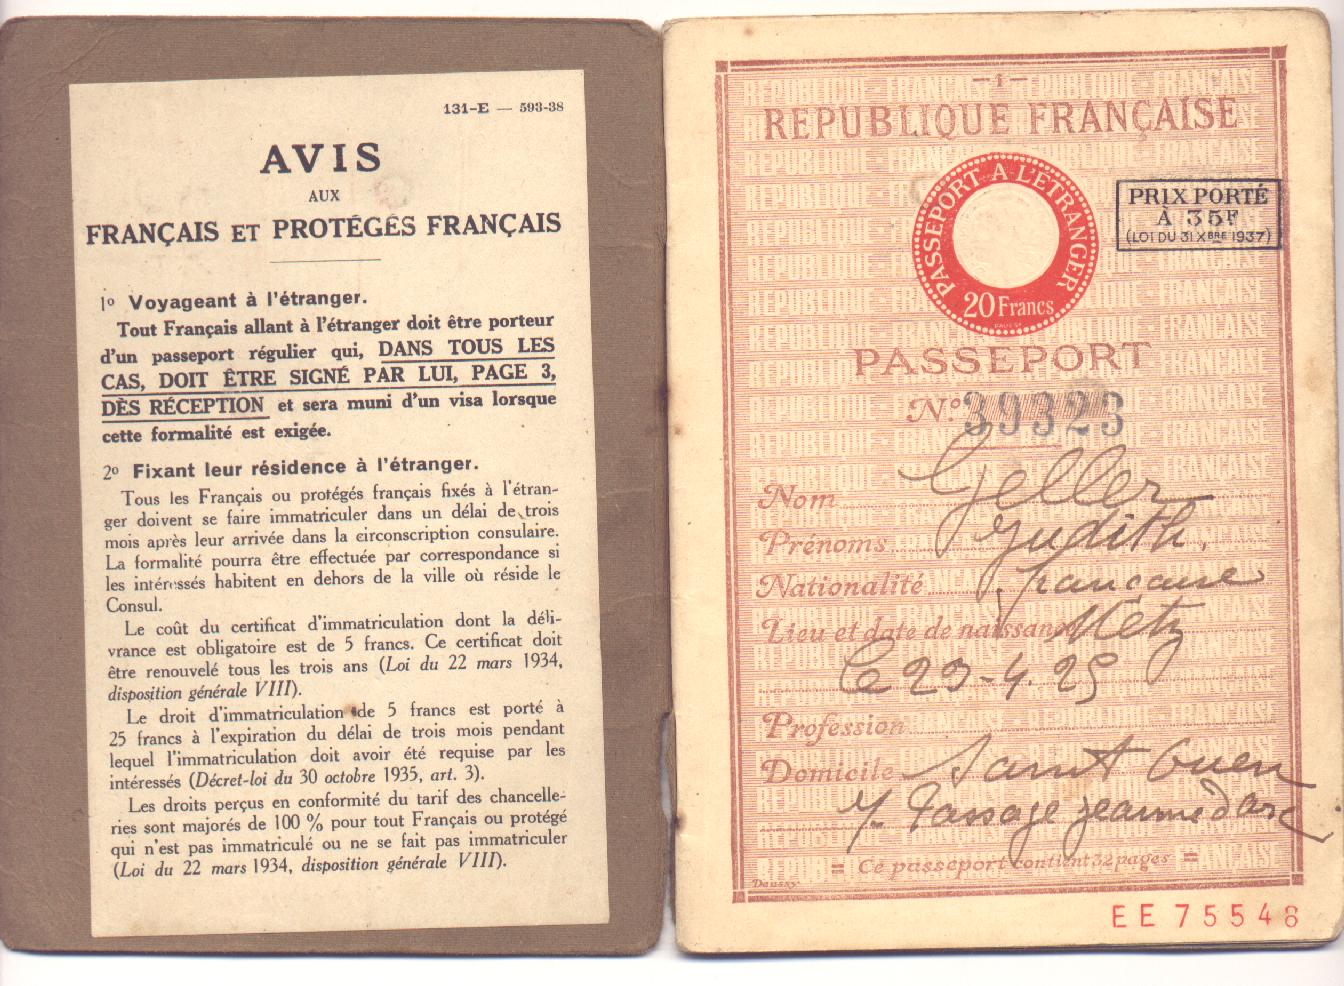 131-E — 593-38
AVIS
AUX
FRANÇAIS ET PROTÉGÉS FRANÇAIS
1º Voyageant à l'étranger.
Tout Français allant à l'étranger doit être porteur
d'un passeport régulier qui, DANS TOUS LES
CAS, DOIT ÊTRE SIGNÉ PAR LUI, PAGE 3,
DÈS RÉCEPTION et sera muni d'un visa lorsque
cette formalité est exigée.
2º Fixant leur résidence à l'étranger.
Tous les Français ou protégés français fixés à l'étran-
ger doivent se faire immatriculer dans un délai de trois
mois après leur arrivée dans la circonscription consulaire.
La formalité pourra être effectuée par correspondance si
les intéressés habitent en dehors de la ville où réside le
Consul.
Le coût du certificat d'immatriculation dont la déli-
vrance est obligatoire est de 5 francs. Ce certificat doit
être renouvelé tous les trois ans (Loi du 22 mars 1934,
disposition générale VIII).
Le droit d'immatriculation de 5 francs est porté à
25 francs à l'expiration du délai de trois mois pendant
lequel l'immatriculation doit avoir été requise par les
intéressés (Décret-loi du 30 octobre 1935, art. 3).
Les droits perçus en conformité du tarif des chancelle-
ries sont majorés de 100 % pour tout Français ou protégé
qui n'est pas immatriculé ou ne se fait pas immatriculer
(Loi du 22 mars 1934, disposition générale VIII).
— 1 —
REPUBLIQUE FRANÇAISE
PASSEPORT A L'ETRANGER
20 Francs
PRIX PORTÉ
À 35F
(LOI DU 31 XBRE 1937)
PASSEPORT
Nº 39323
Nom Geller
Prénoms Judith
Nationalité francaise
Lieu et date de naissance Metz
le 23-4.25
Profession
Domicile Saint Ouen
Passage jeanne d'arc
= Ce passeport contient 32 pages =
EE 75548